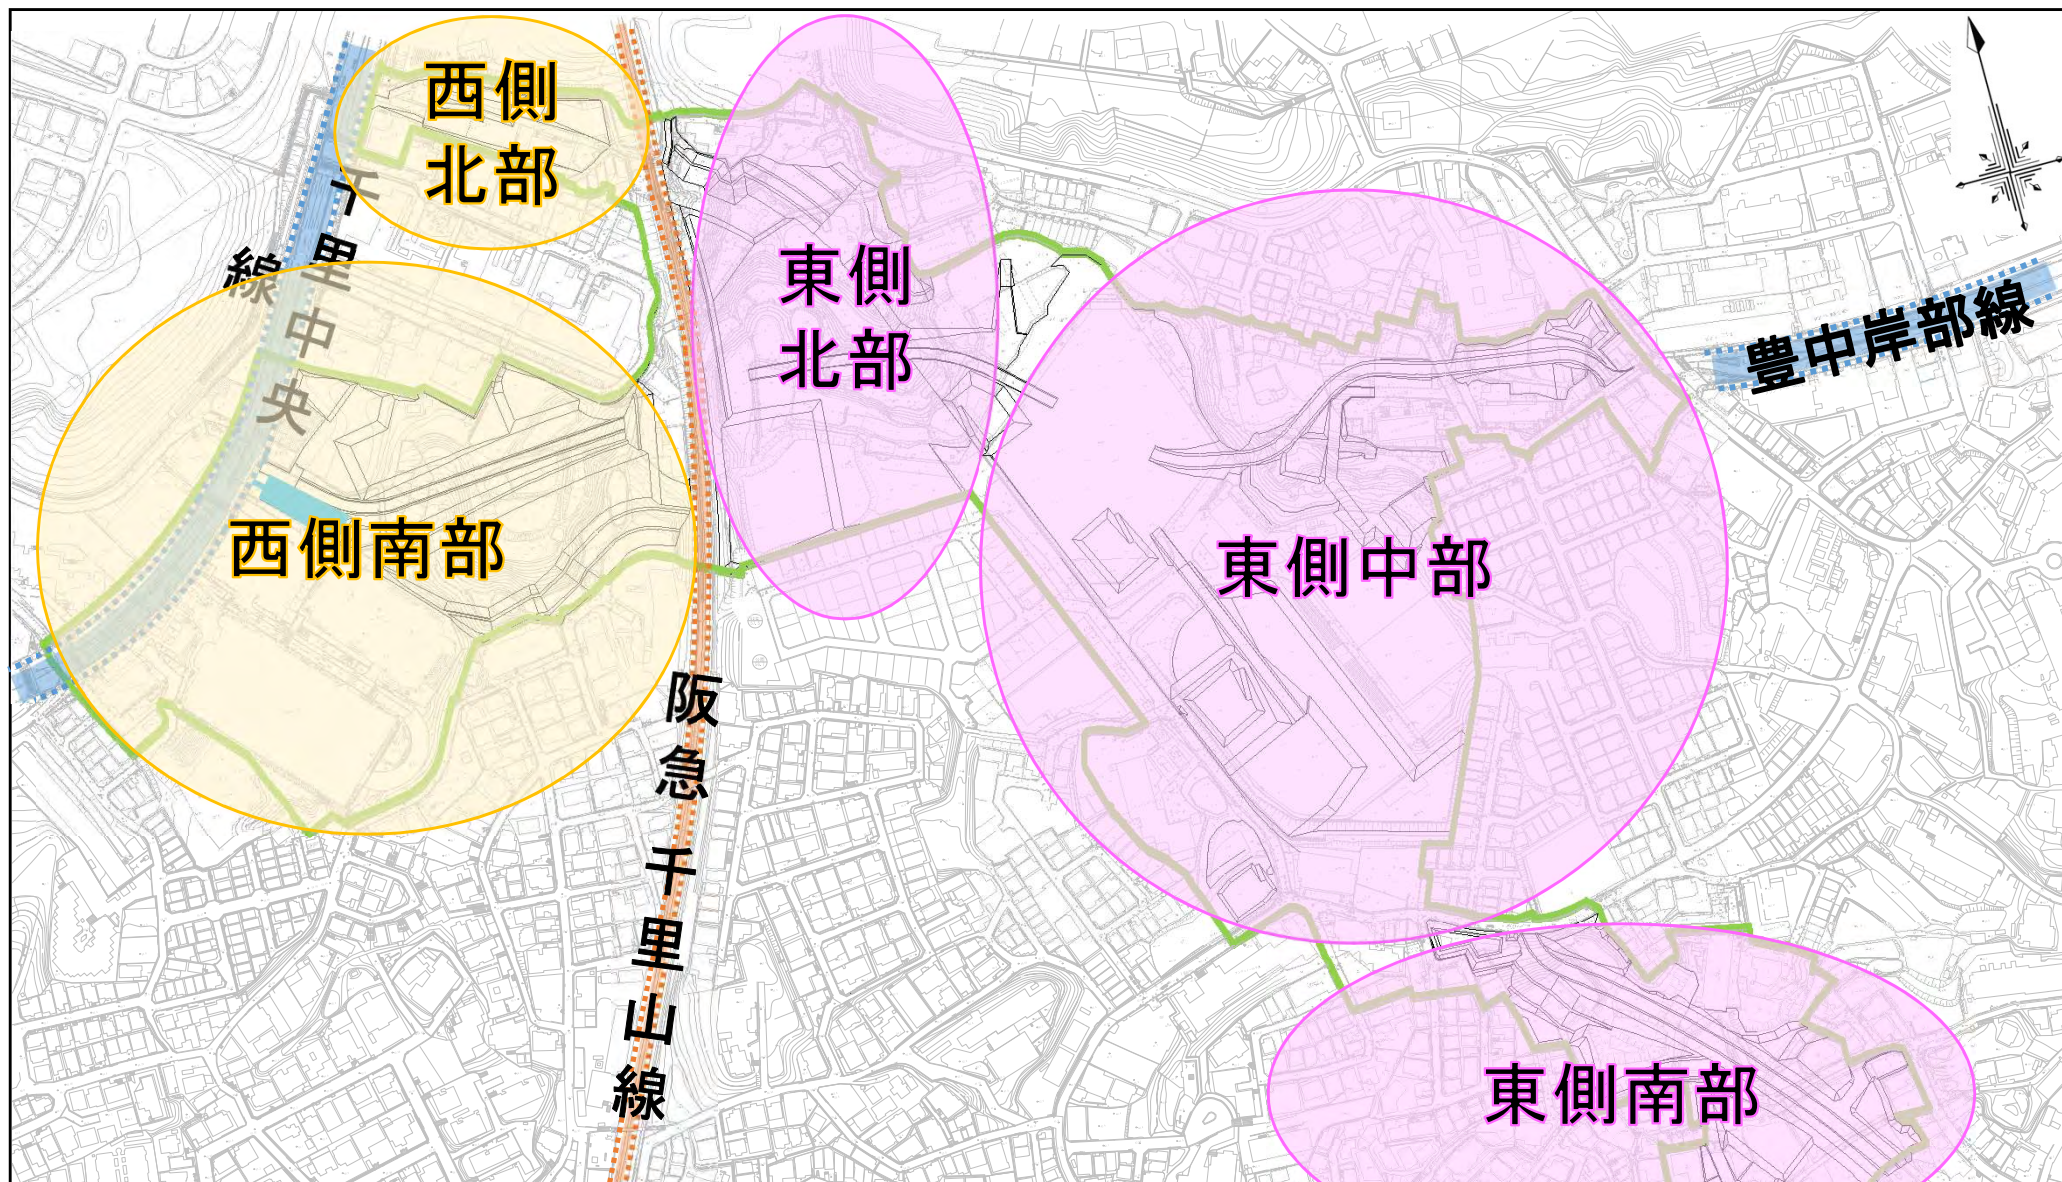 西側
北部
東側
北部
千里中央線
豊中岸部線
西側南部
東側中部
阪急千里山線
東側南部